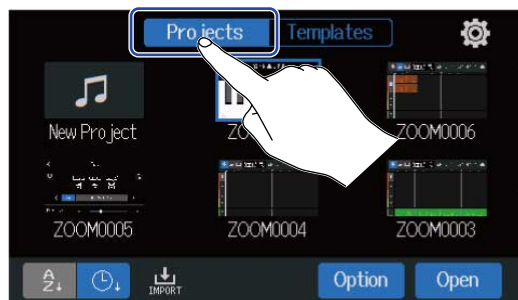 Projects Templates
New Project ZOOM0006
ZOOM0005 ZOOM0004 ZOOM0003
A Z IMPORT Option Open